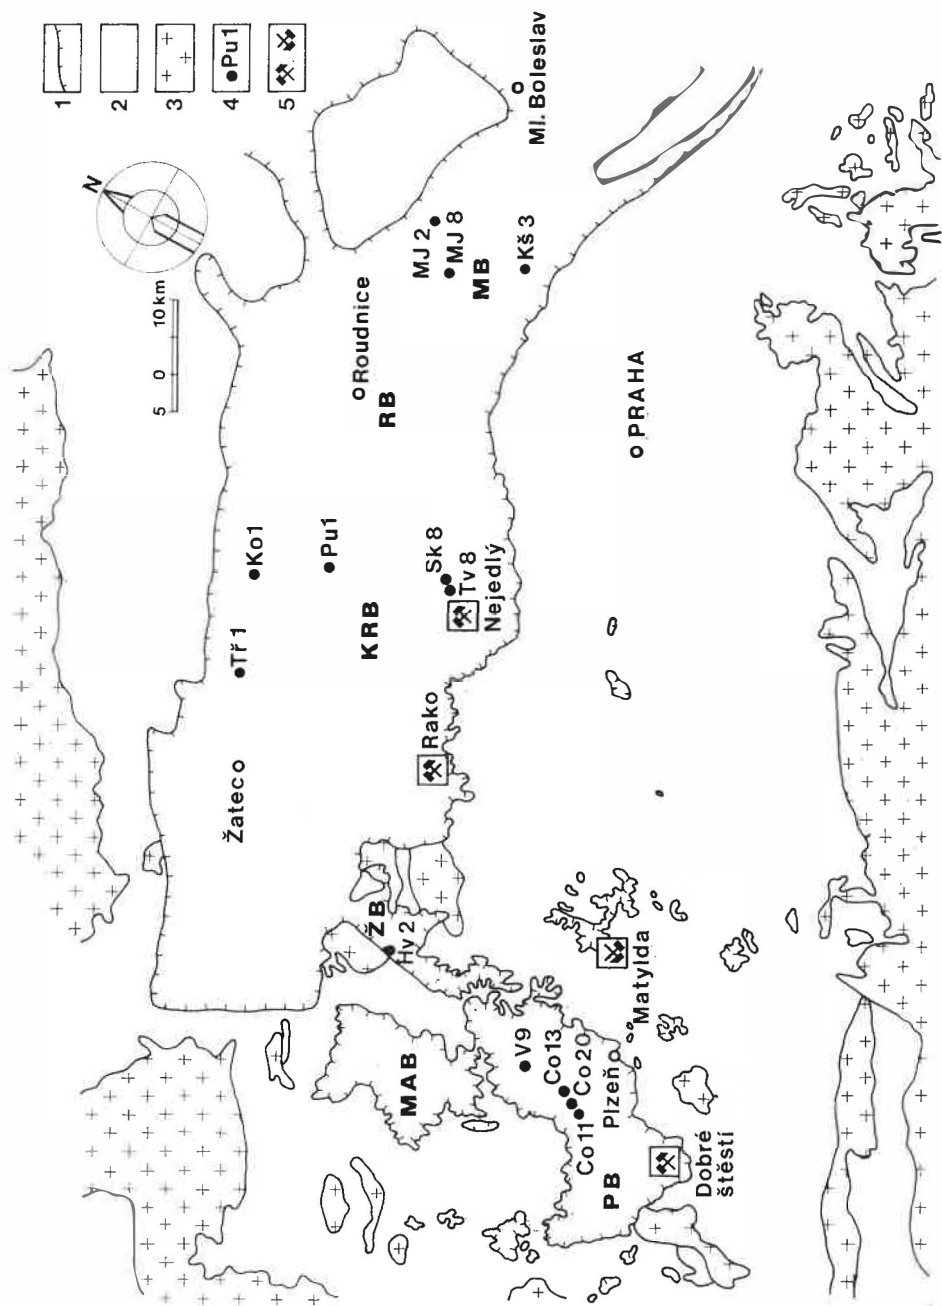 1
2
3
4
Pu1
5
N
5 0 10 km
Ml. Boleslav
MJ 2
MJ 8
MB
Kš 3
Roudnice
RB
PRAHA
Ko1
Pu1
Tř 1
KRB
Sk 8
Tv 8
Nejedlý
Rako
Žatec
ŽB
Hv 2
Matylda
MAB
V9
Co13
Co20
Co11
Plzeň
PB
Dobré
štěstí